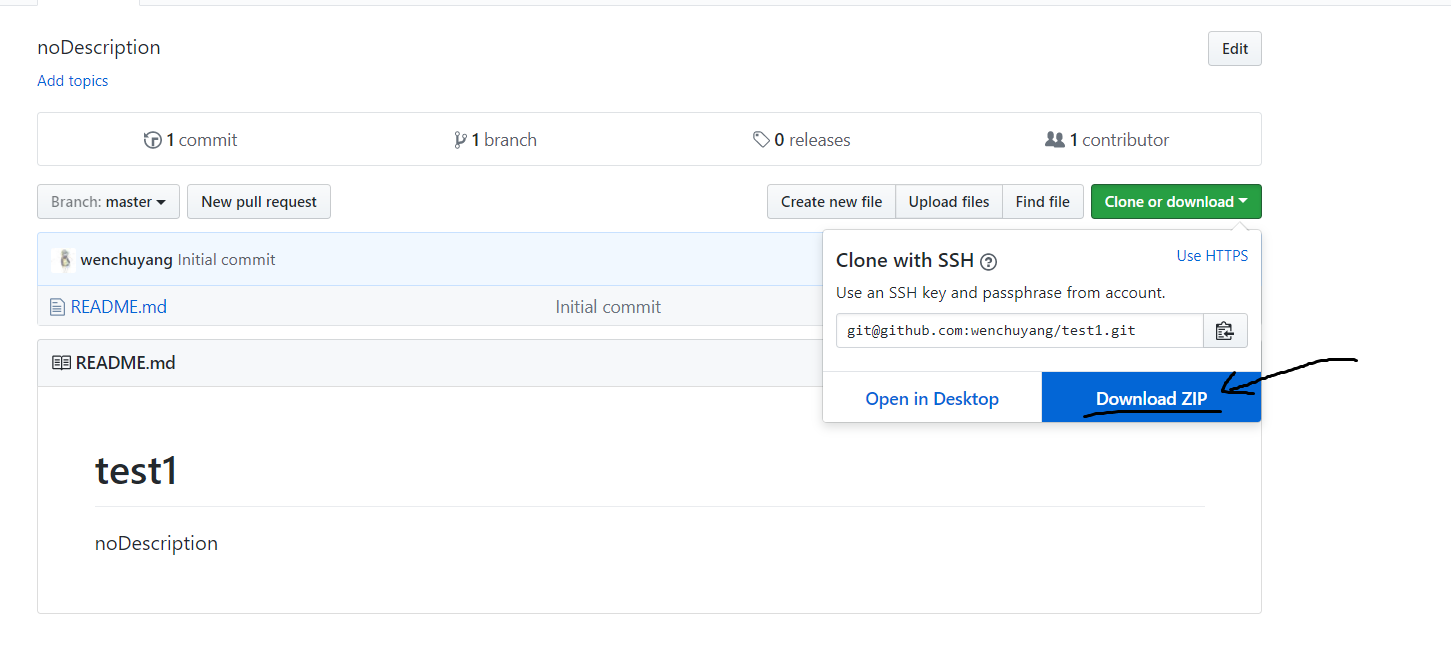 noDescription
Edit
Add topics
1 commit
1 branch
0 releases
1 contributor
Branch: master
New pull request
Create new file
Upload files
Find file
Clone or download
wenchuyang Initial commit
README.md
Initial commit
Clone with SSH
Use HTTPS
Use an SSH key and passphrase from account.
git@github.com:wenchuyang/test1.git
Open in Desktop
Download ZIP
README.md
test1
noDescription